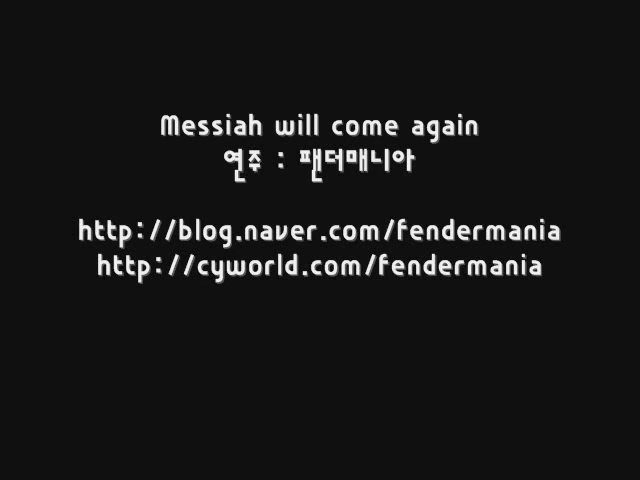 Messiah will come again
연주 : 팬더매니아
http://blog.naver.com/fendermania
http://cyworld.com/fendermania